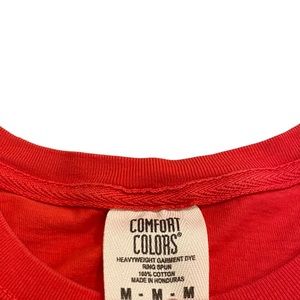 COMFORT
COLORS®
HEAVYWEIGHT GARMENT DYE
RING SPUN
100% COTTON
MADE IN HONDURAS
M - M - M